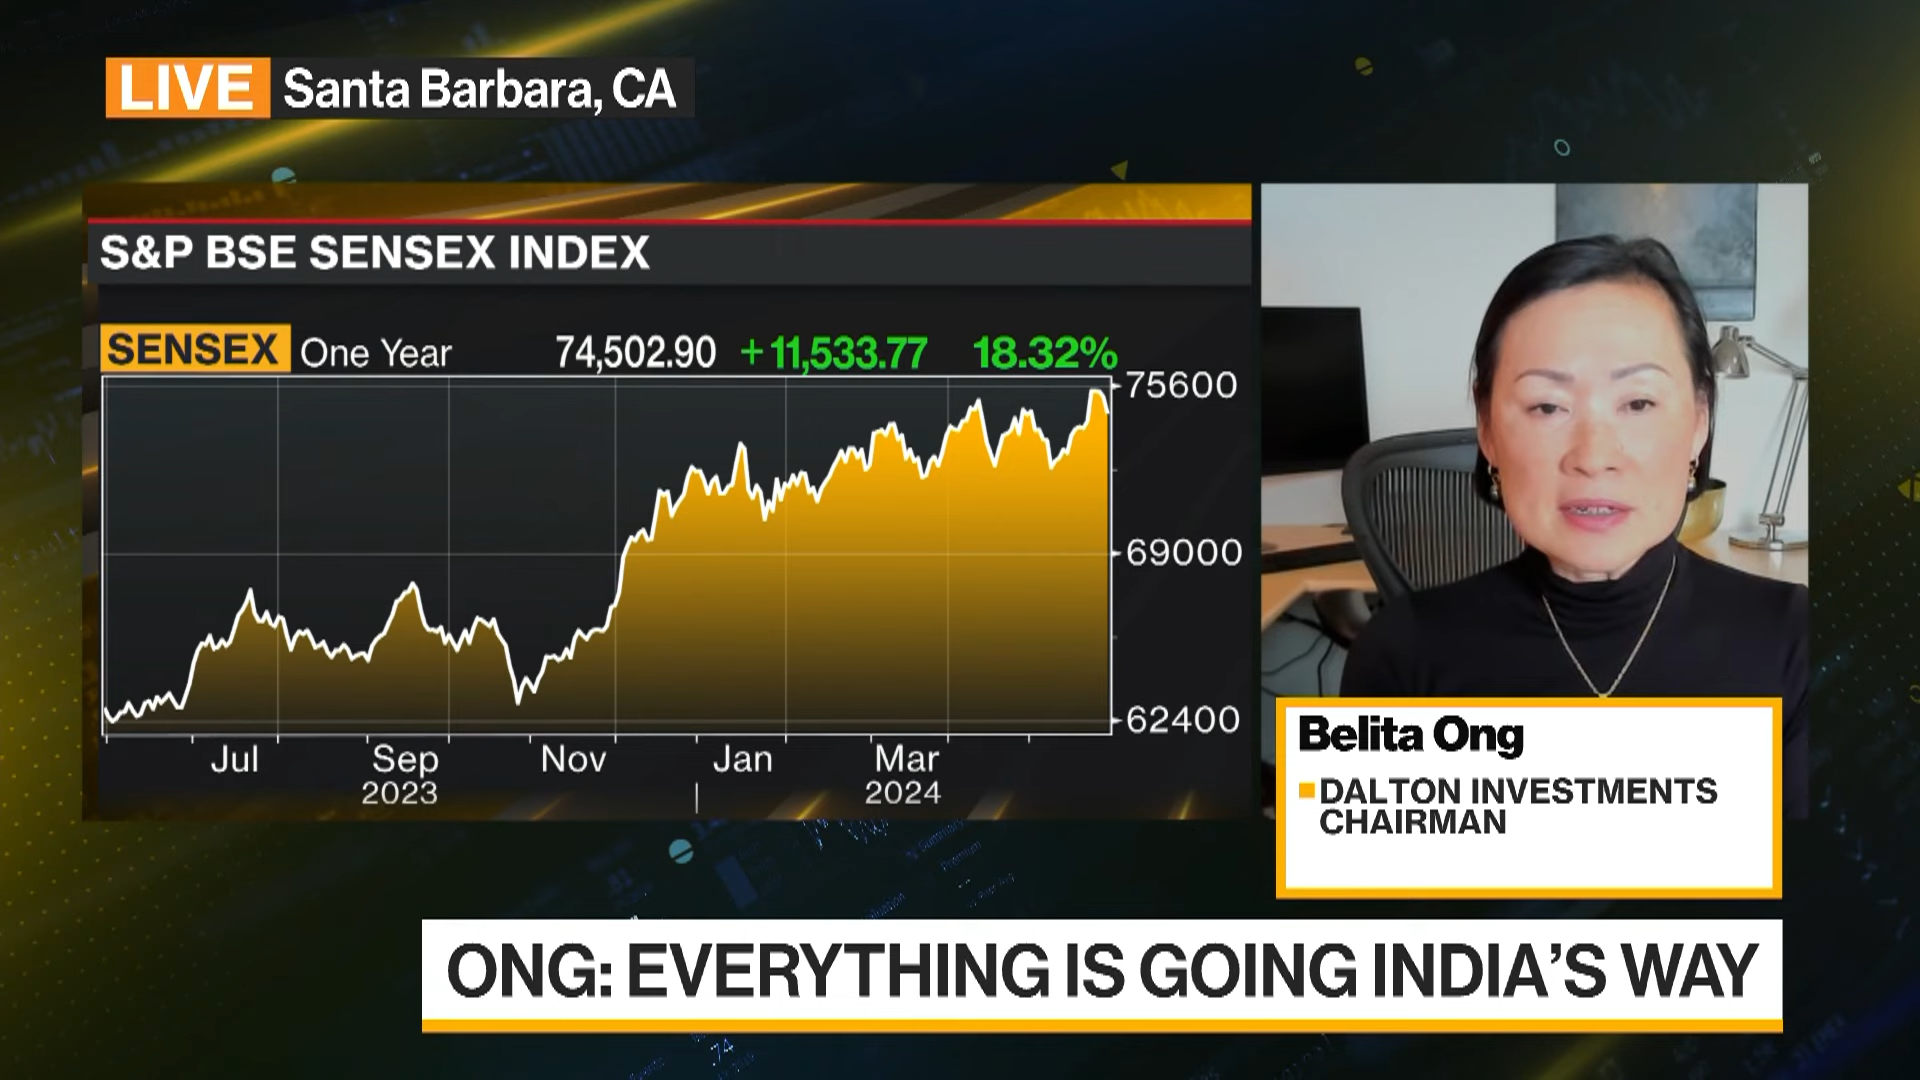 LIVE Santa Barbara, CA
S&P BSE SENSEX INDEX
SENSEX One Year 74,502.90 +11,533.77 18.32%
75600
69000
62400
Jul Sep Nov Jan Mar
2023 2024
Belita Ong
DALTON INVESTMENTS
CHAIRMAN
ONG: EVERYTHING IS GOING INDIA'S WAY
74